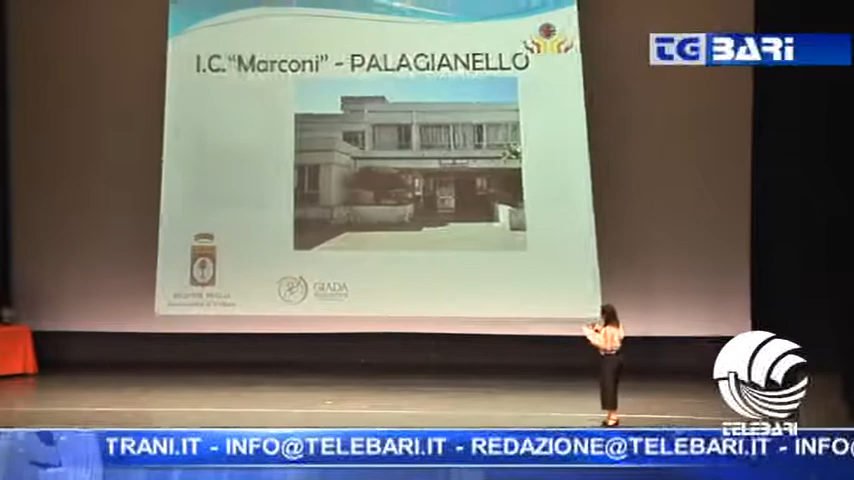 TG BARI
I.C."Marconi" - PALAGIANELLO
GIADA
TELEBARI
TRANI.IT - INFO@TELEBARI.IT - REDAZIONE@TELEBARI.IT - INFO@